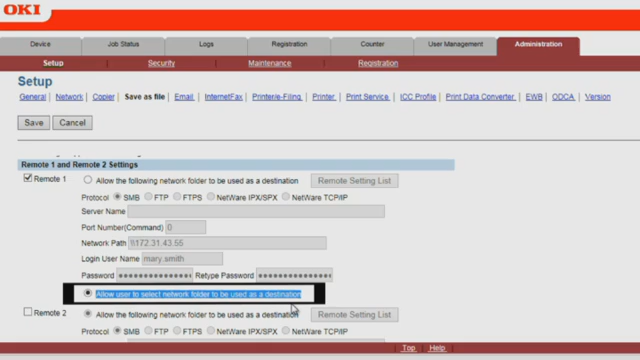 OKI
Device Job Status Logs Registration Counter User Management Administration
Setup Security Maintenance Registration
Setup
General Network Copier Save as file Email InternetFax Printer/e-Filing Printer Print Service ICC Profile Print Data Converter EWB ODCA Version
Save Cancel
Remote 1 and Remote 2 Settings
Remote 1 Allow the following network folder to be used as a destination Remote Setting List
Protocol SMB FTP FTPS NetWare IPX/SPX NetWare TCP/IP
Server Name
Port Number(Command) 0
Network Path \\172.31.43.55
Login User Name mary.smith
Password •••••••••••••• Retype Password ••••••••••••••
Allow user to select network folder to be used as a destination
Remote 2 Allow the following network folder to be used as a destination Remote Setting List
Protocol SMB FTP FTPS NetWare IPX/SPX NetWare TCP/IP
Top Help